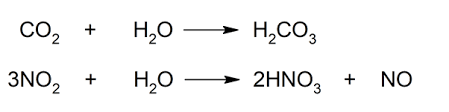 CO₂ + H₂O ⟶ H₂CO₃
3NO₂ + H₂O ⟶ 2HNO₃ + NO